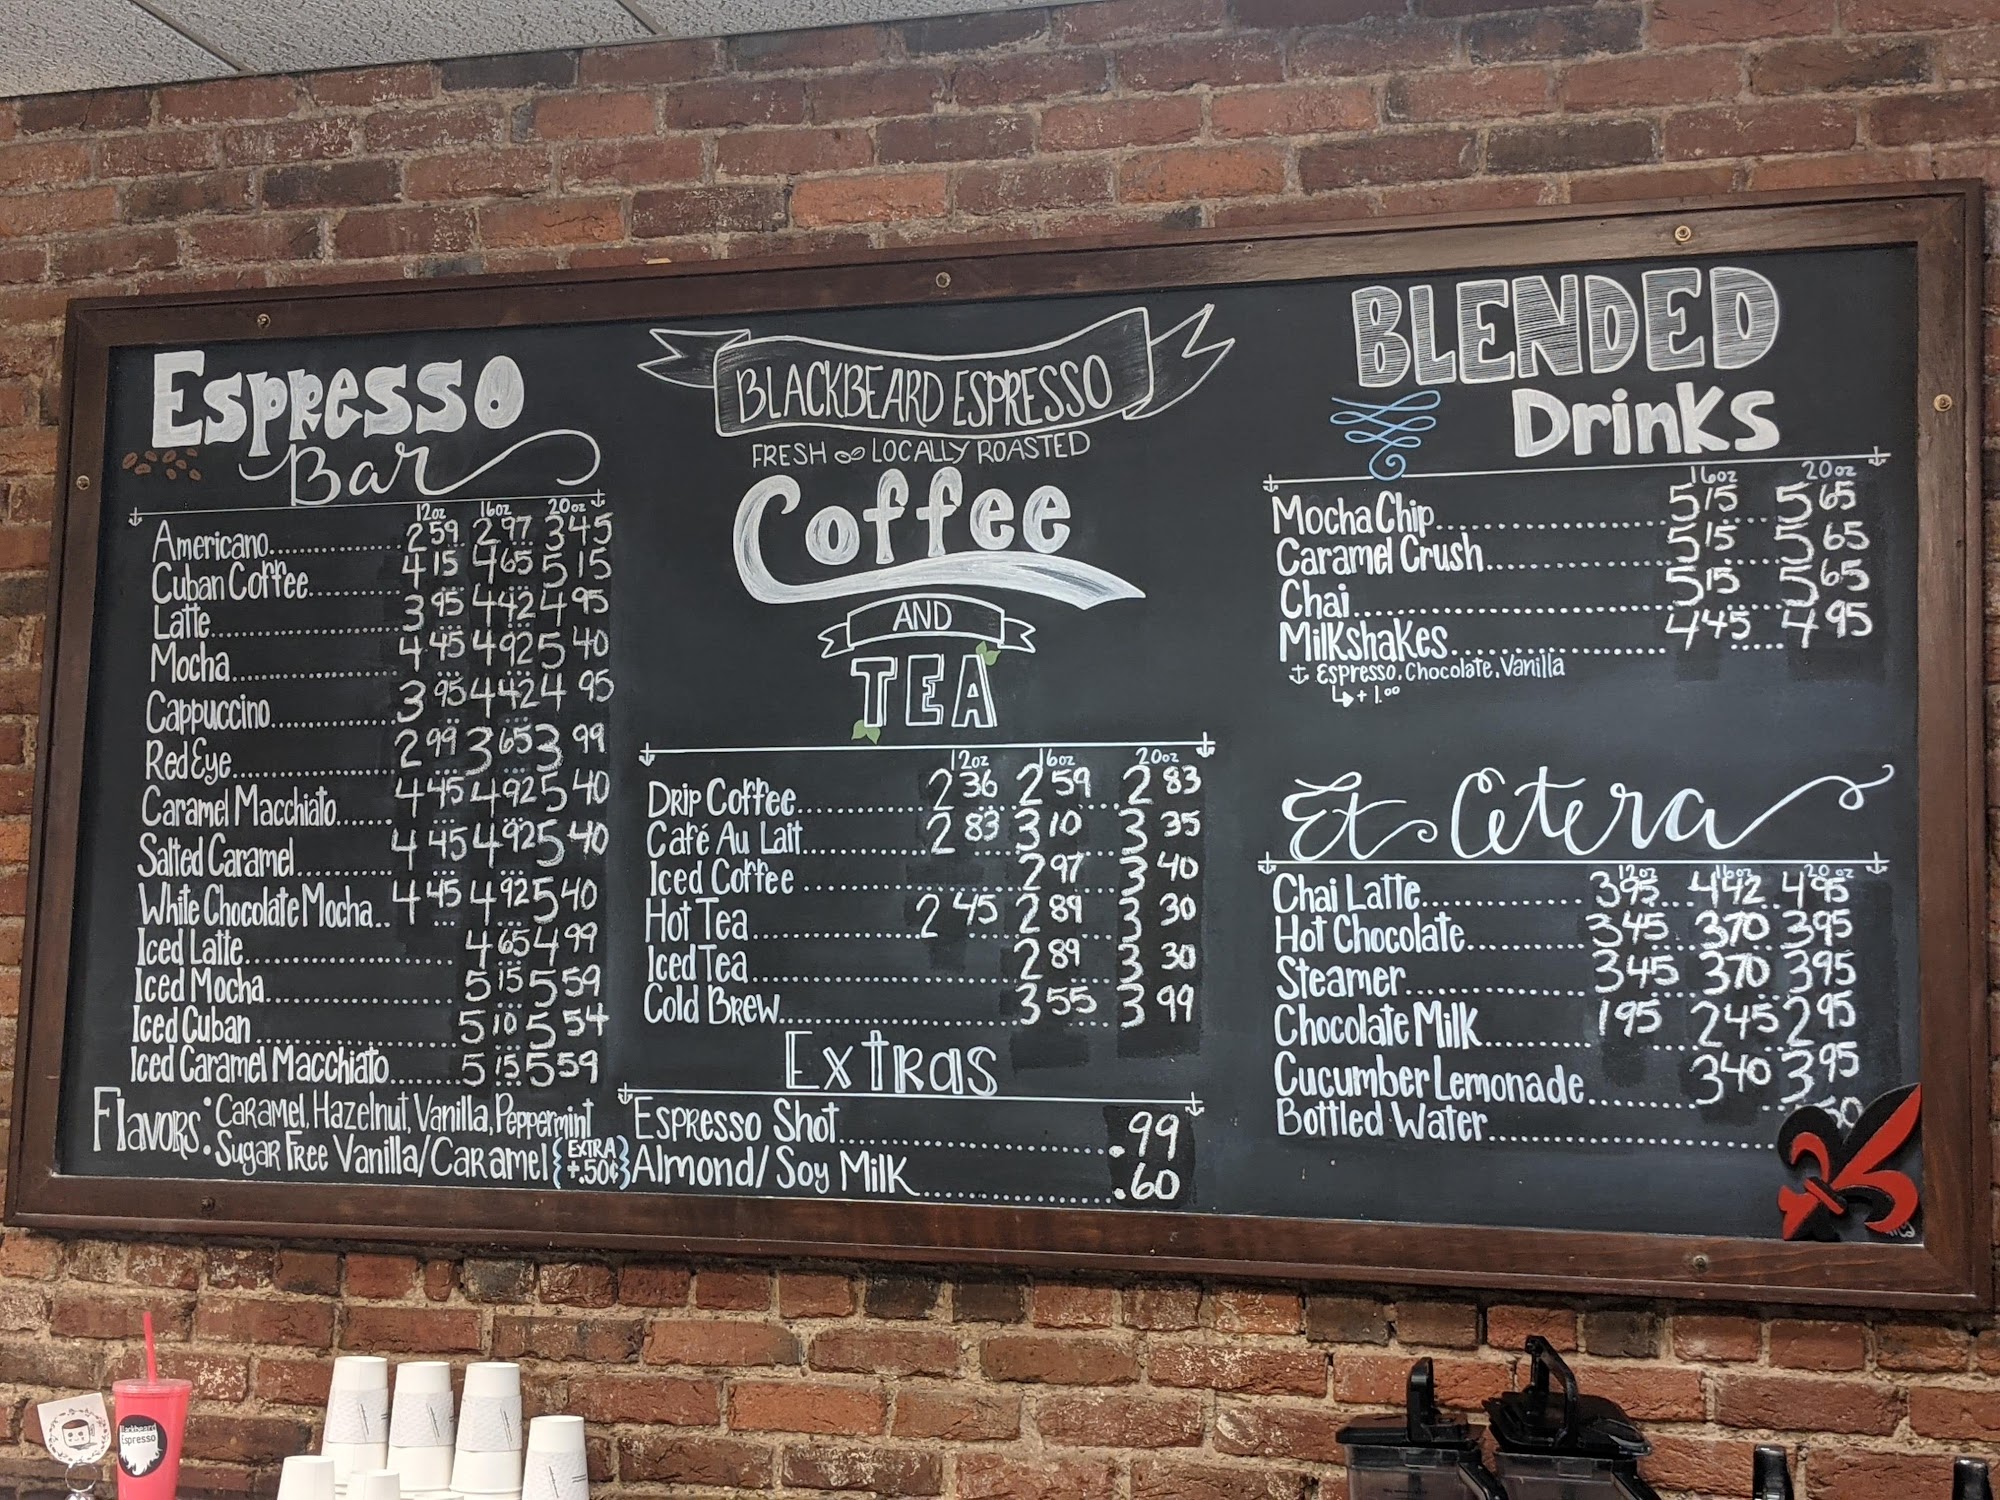 Espresso
Bar
12oz 16oz 20oz
Americano 2 59 2 97 3 45
Cuban Coffee 4 15 4 65 5 15
Latte 3 95 4 42 4 95
Mocha 4 45 4 92 5 40
Cappuccino 3 95 4 42 4 95
Red Eye 2 99 3 65 3 99
Caramel Macchiato 4 45 4 92 5 40
Salted Caramel 4 45 4 92 5 40
White Chocolate Mocha 4 45 4 92 5 40
Iced Latte 4 65 4 99
Iced Mocha 5 15 5 59
Iced Cuban 5 10 5 54
Iced Caramel Macchiato 5 15 5 59
Flavors: Caramel, Hazelnut, Vanilla, Peppermint
Sugar Free Vanilla/Caramel {EXTRA +.50¢}
BLACKBEARD ESPRESSO
FRESH LOCALLY ROASTED
Coffee
AND
TEA
12oz 16oz 20oz
Drip Coffee 2 36 2 59 2 83
Café Au Lait 2 83 3 10 3 35
Iced Coffee 2 97 3 40
Hot Tea 2 45 2 89 3 30
Iced Tea 2 89 3 30
Cold Brew 3 55 3 99
Extras
Espresso Shot .99
Almond/Soy Milk .60
BLENDED
Drinks
16oz 20oz
Mocha Chip 5 15 5 65
Caramel Crush 5 15 5 65
Chai 5 15 5 65
Milkshakes 4 45 4 95
Espresso, Chocolate, Vanilla
+1.00
Et Cetera
12oz 16oz 20oz
Chai Latte 3 95 4 42 4 95
Hot Chocolate 3 45 3 70 3 95
Steamer 3 45 3 70 3 95
Chocolate Milk 1 95 2 45 2 95
Cucumber Lemonade 3 40 3 95
Bottled Water
Blackbeard
Espresso